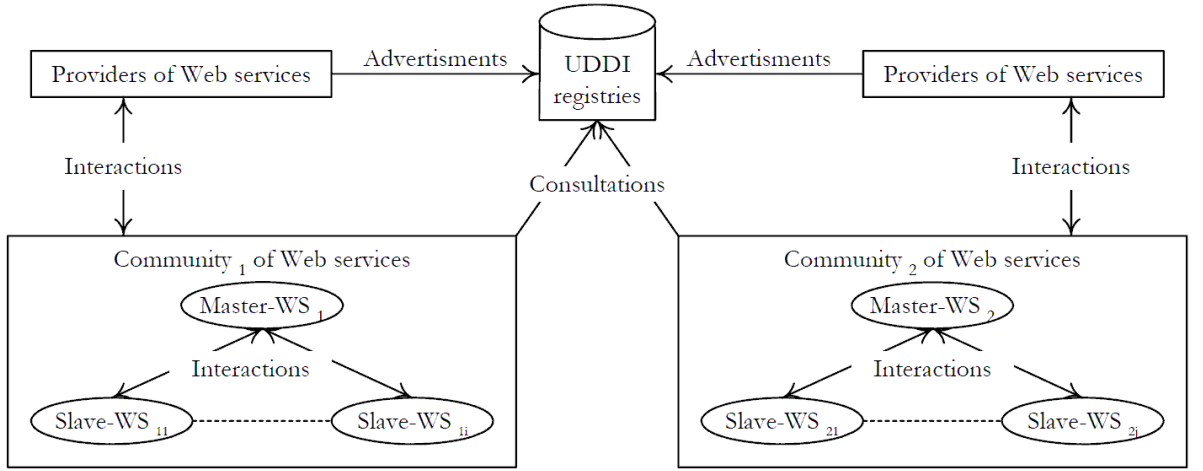 Providers of Web services
Advertisments
UDDI
registries
Advertisments
Providers of Web services
Interactions
Consultations
Interactions
Community 1 of Web services
Master-WS 1
Interactions
Slave-WS 11
Slave-WS 1i
Community 2 of Web services
Master-WS 2
Interactions
Slave-WS 21
Slave-WS 2j